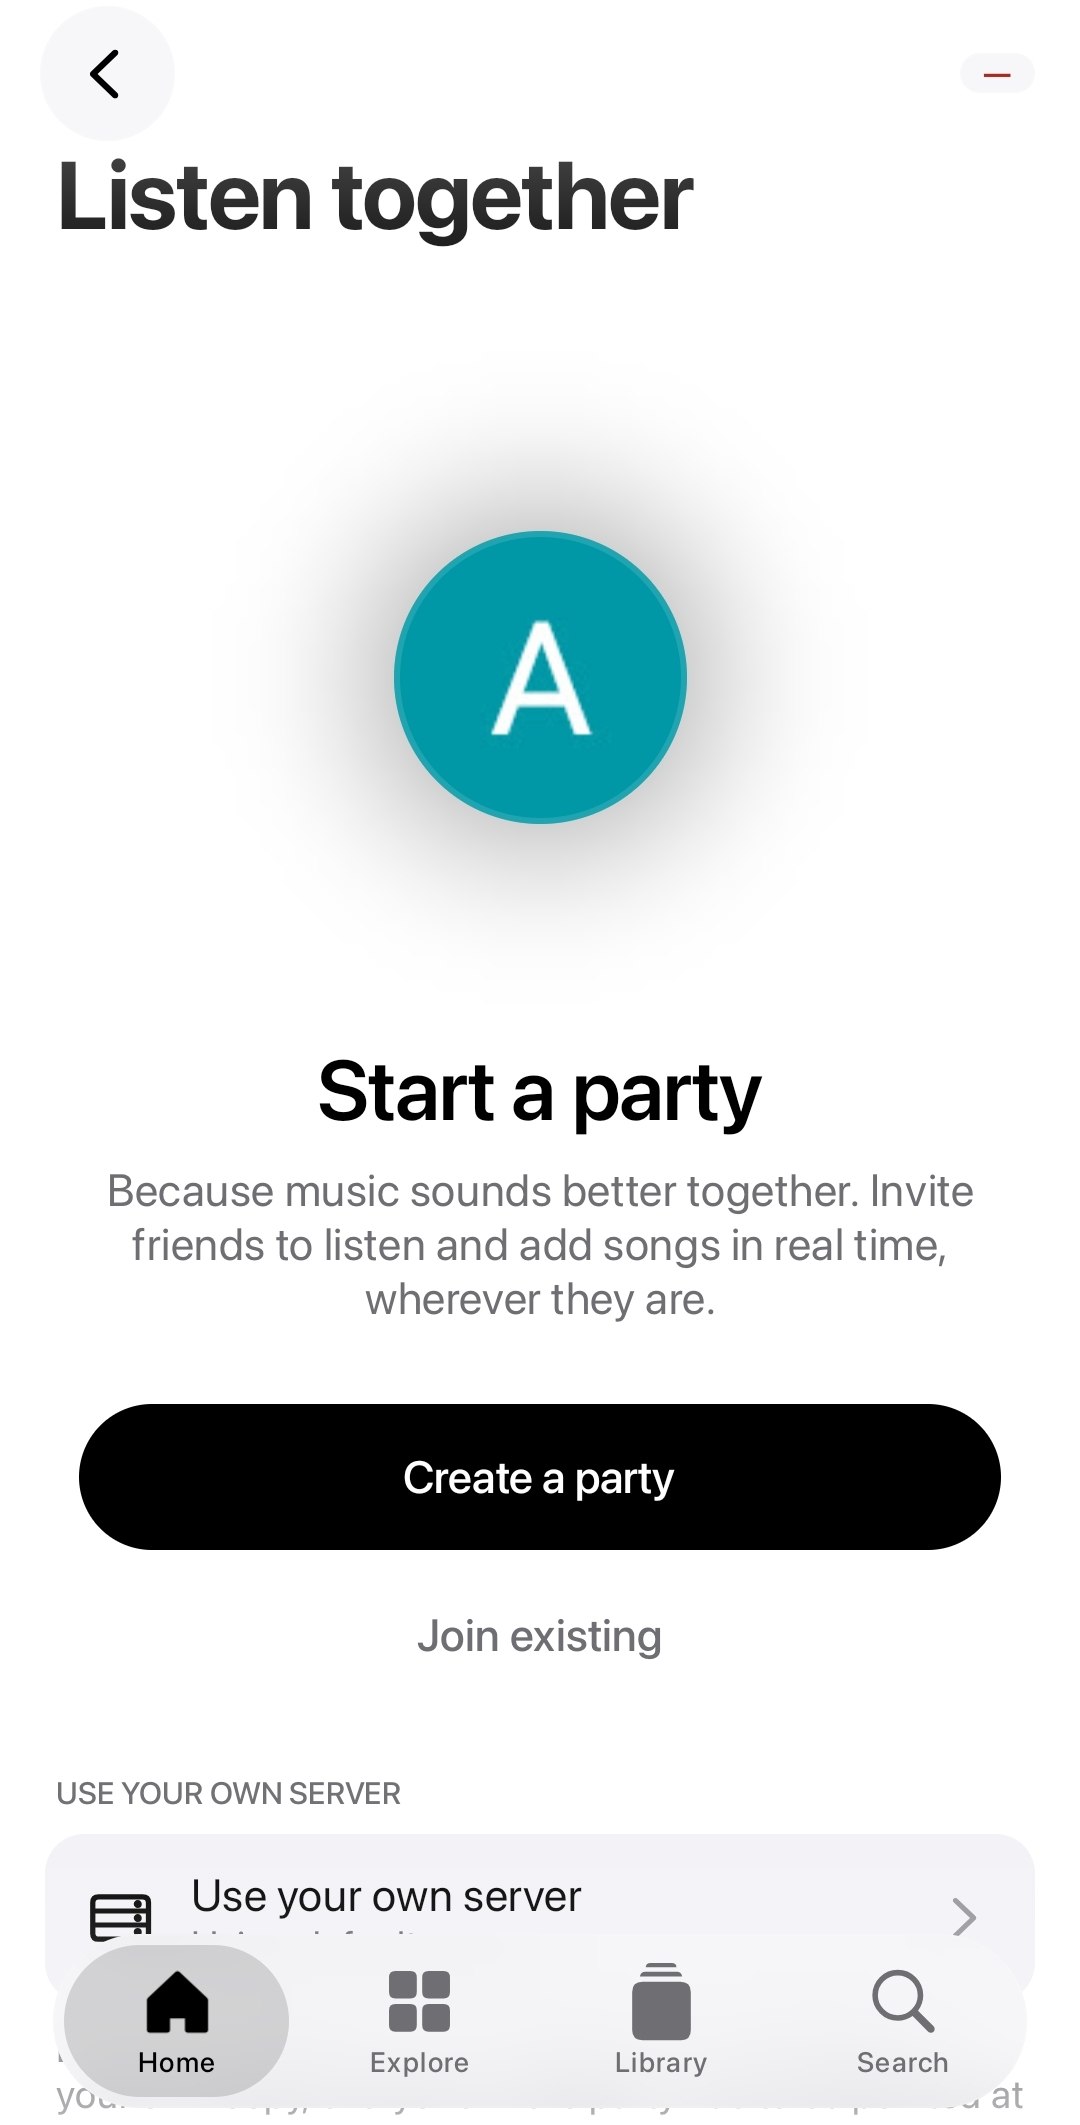 Listen together
A
Start a party
Because music sounds better together. Invite
friends to listen and add songs in real time,
wherever they are.
Create a party
Join existing
USE YOUR OWN SERVER
Use your own server
Home
Explore
Library
Search
at